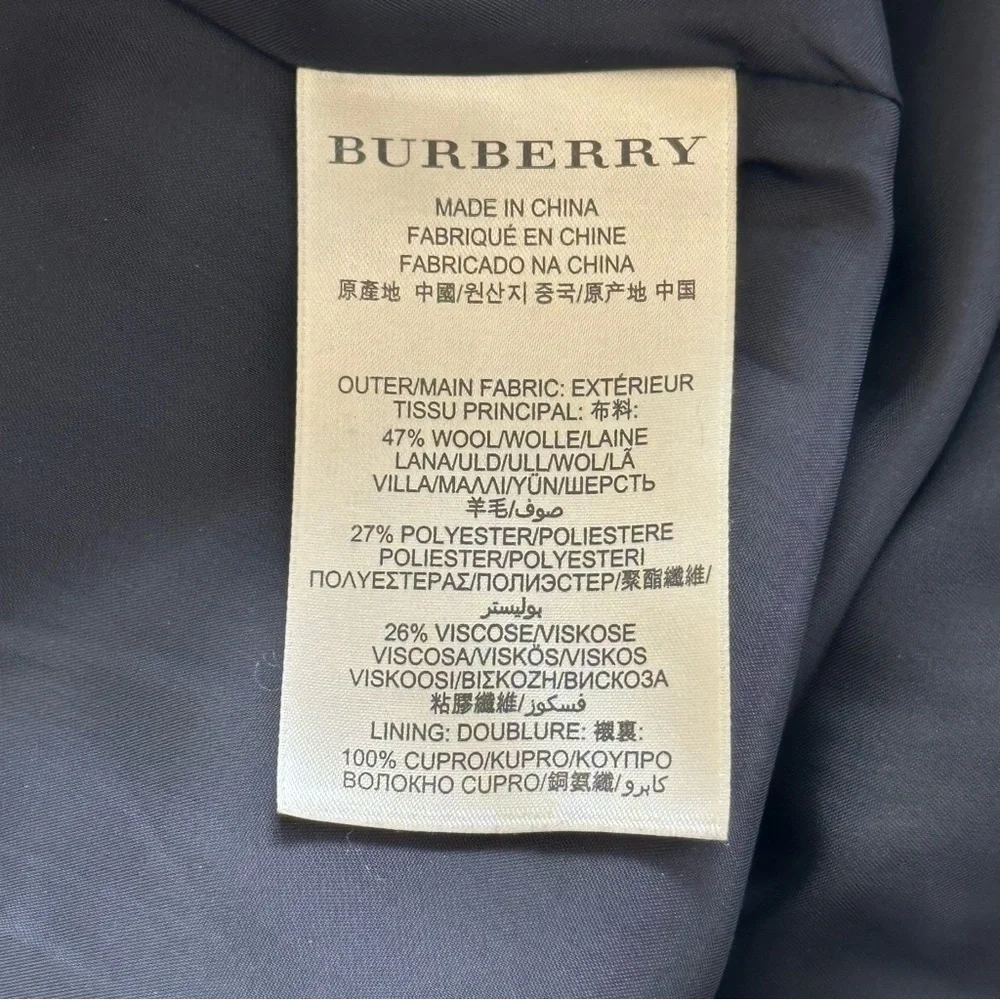 BURBERRY
MADE IN CHINA
FABRIQUÉ EN CHINE
FABRICADO NA CHINA
原產地 中國/원산지 중국/原产地 中国
OUTER/MAIN FABRIC: EXTÉRIEUR
TISSU PRINCIPAL: 布料:
47% WOOL/WOLLE/LAINE
LANA/ULD/ULL/WOL/LÃ
VILLA/ΜΑΛΛΙ/YÜN/ШЕРСТЬ
羊毛/صوف
27% POLYESTER/POLIESTERE
POLIESTER/POLYESTERI
ΠΟΛΥΕΣΤΕΡΑΣ/ПОЛИЭСТЕР/聚酯纖維/
بوليستر
26% VISCOSE/VISKOSE
VISCOSA/VISKÖS/VISKOS
VISKOOSI/ΒΙΣΚΟΖΗ/ВИСКОЗА
粘膠纖維/فسكوز
LINING: DOUBLURE: 襯裏:
100% CUPRO/KUPRO/ΚΟΥΠΡΟ
ВОЛОКНО CUPRO/銅氨纖/كابرو